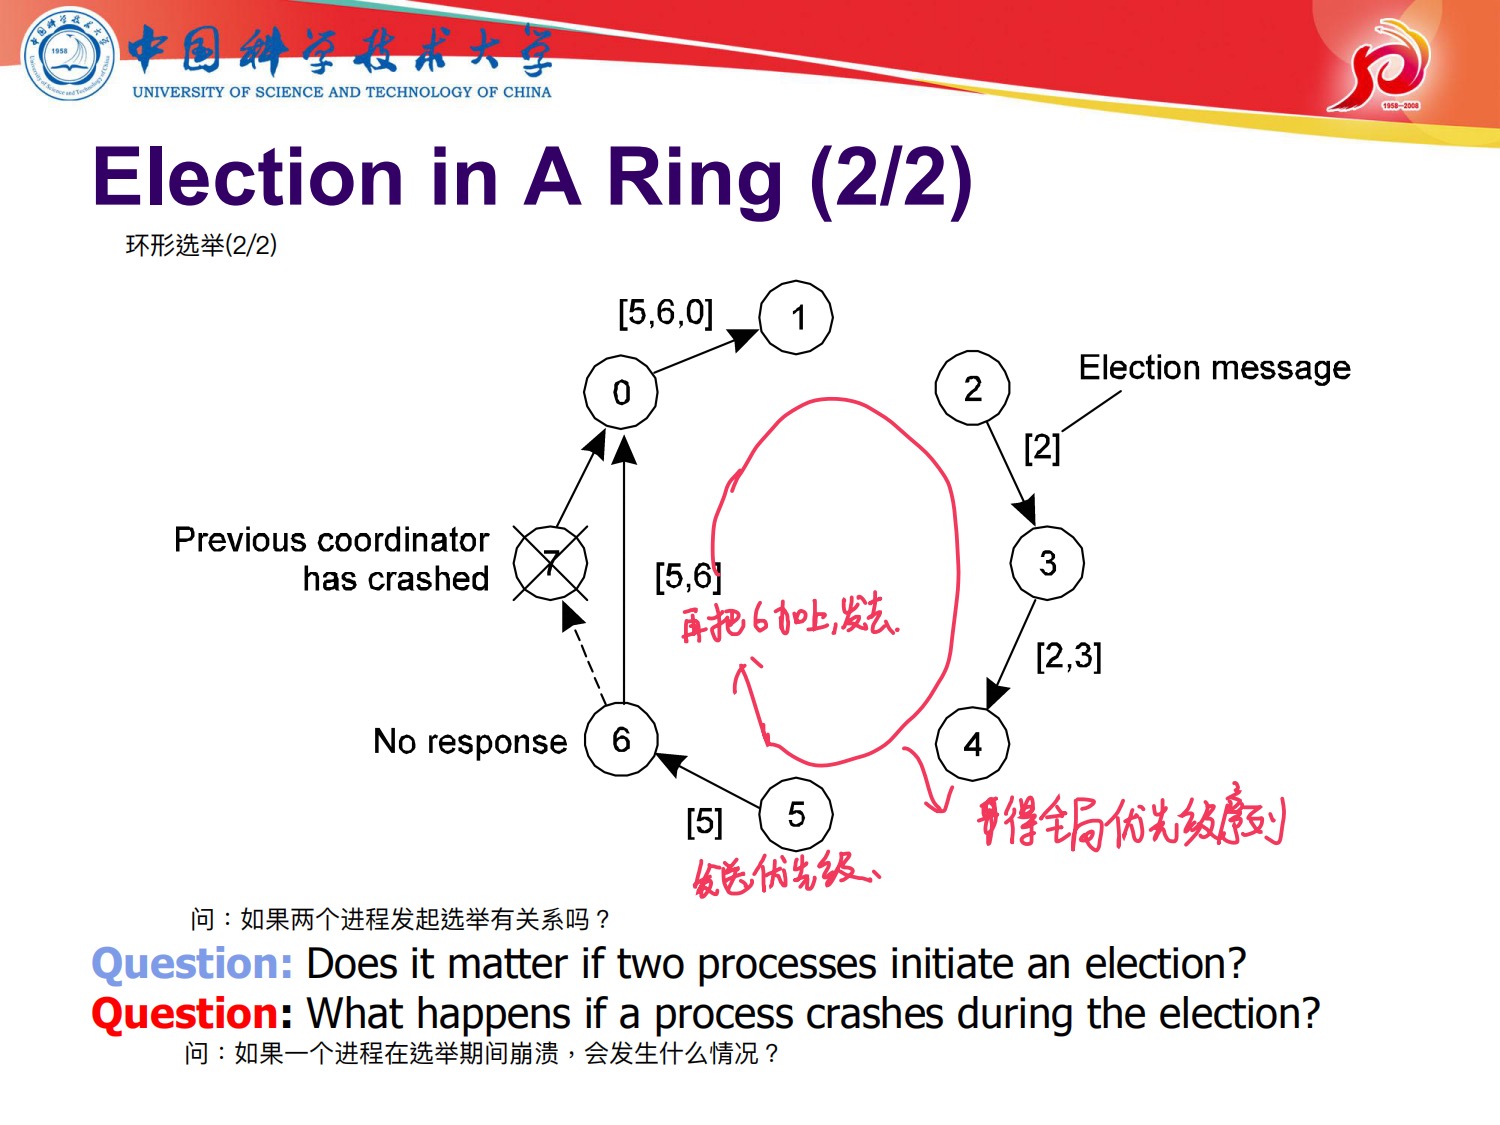 中国科学技术大学
UNIVERSITY OF SCIENCE AND TECHNOLOGY OF CHINA
1958
1958—2008
Election in A Ring (2/2)
环形选举(2/2)
[5,6,0]
1
0
2
Election message
[2]
Previous coordinator
has crashed
7
[5,6]
3
再把6加上,发去.
[2,3]
No response
6
4
[5]
5
获得全局优先级序列
发送优先级、
问：如果两个进程发起选举有关系吗？
Question: Does it matter if two processes initiate an election?
Question: What happens if a process crashes during the election?
问：如果一个进程在选举期间崩溃，会发生什么情况？